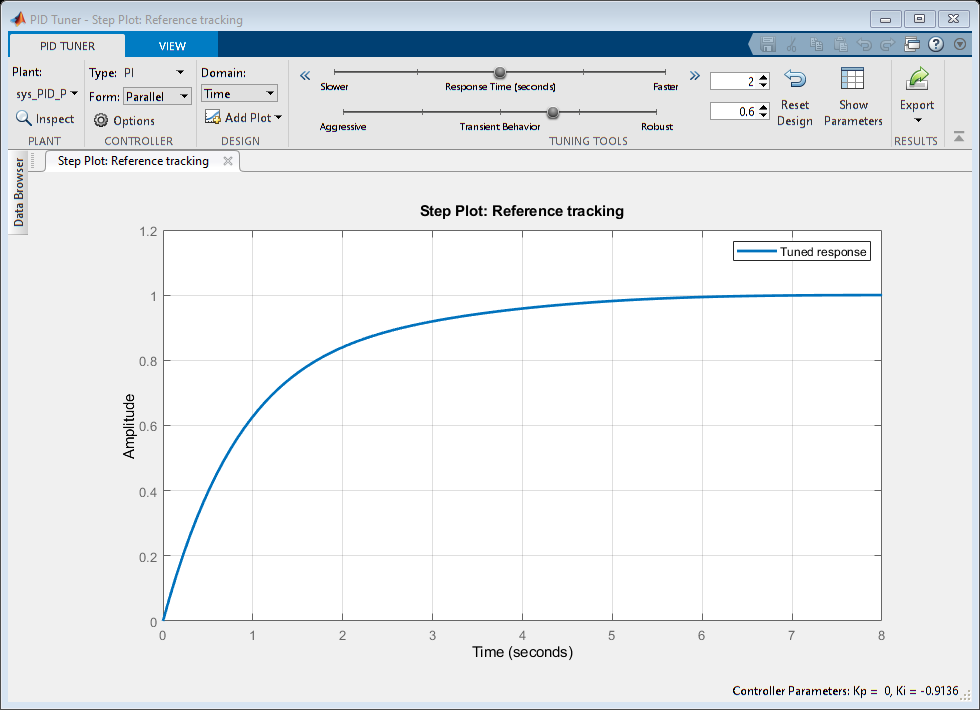 PID Tuner - Step Plot: Reference tracking
PID TUNER VIEW
Plant: Type: PI Domain:
sys_PID_P Form: Parallel Time
Inspect Options Add Plot
PLANT CONTROLLER DESIGN
Slower Response Time (seconds) Faster
2
Aggressive Transient Behavior Robust
0.6
Reset Design
Show Parameters
Export
TUNING TOOLS RESULTS
Data Browser
Step Plot: Reference tracking
Step Plot: Reference tracking
Tuned response
1.2
1
0.8
0.6
0.4
0.2
0
Amplitude
0 1 2 3 4 5 6 7 8
Time (seconds)
Controller Parameters: Kp = 0, Ki = -0.9136